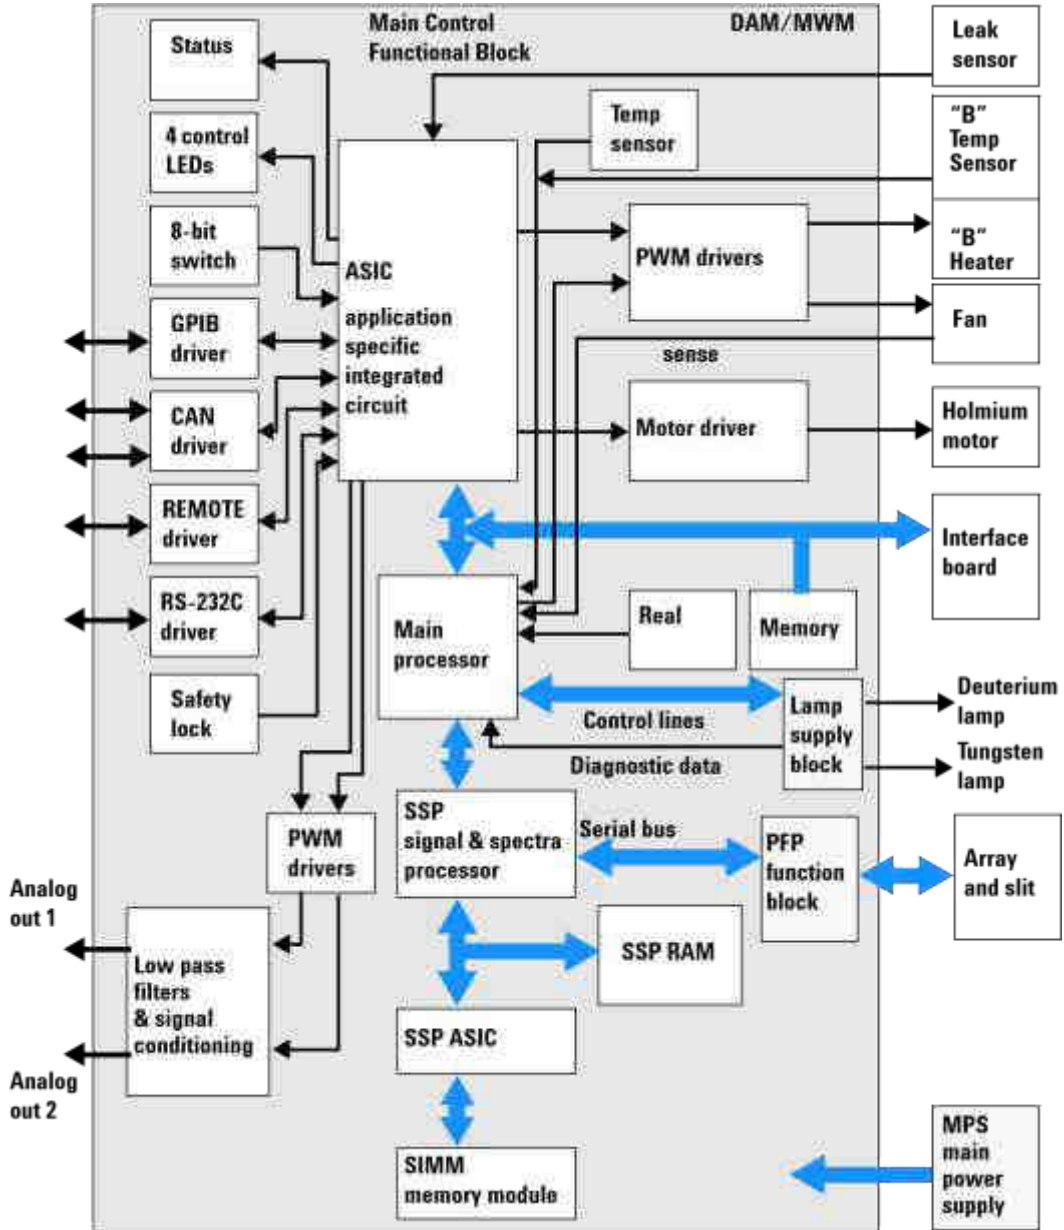 Main Control
Functional Block
DAM/MWM
Status
4 control
LEDs
8-bit
switch
GPIB
driver
CAN
driver
REMOTE
driver
RS-232C
driver
Safety
lock
ASIC
application
specific
integrated
circuit
Temp
sensor
Leak
sensor
"B"
Temp
Sensor
"B"
Heater
PWM drivers
Fan
sense
Motor driver
Holmium
motor
Interface
board
Main
processor
Real
Memory
Control lines
Diagnostic data
Lamp
supply
block
Deuterium
lamp
Tungsten
lamp
PWM
drivers
SSP
signal & spectra
processor
Serial bus
PFP
function
block
Array
and slit
Analog
out 1
Low pass
filters
& signal
conditioning
Analog
out 2
SSP RAM
SSP ASIC
SIMM
memory module
MPS
main
power
supply